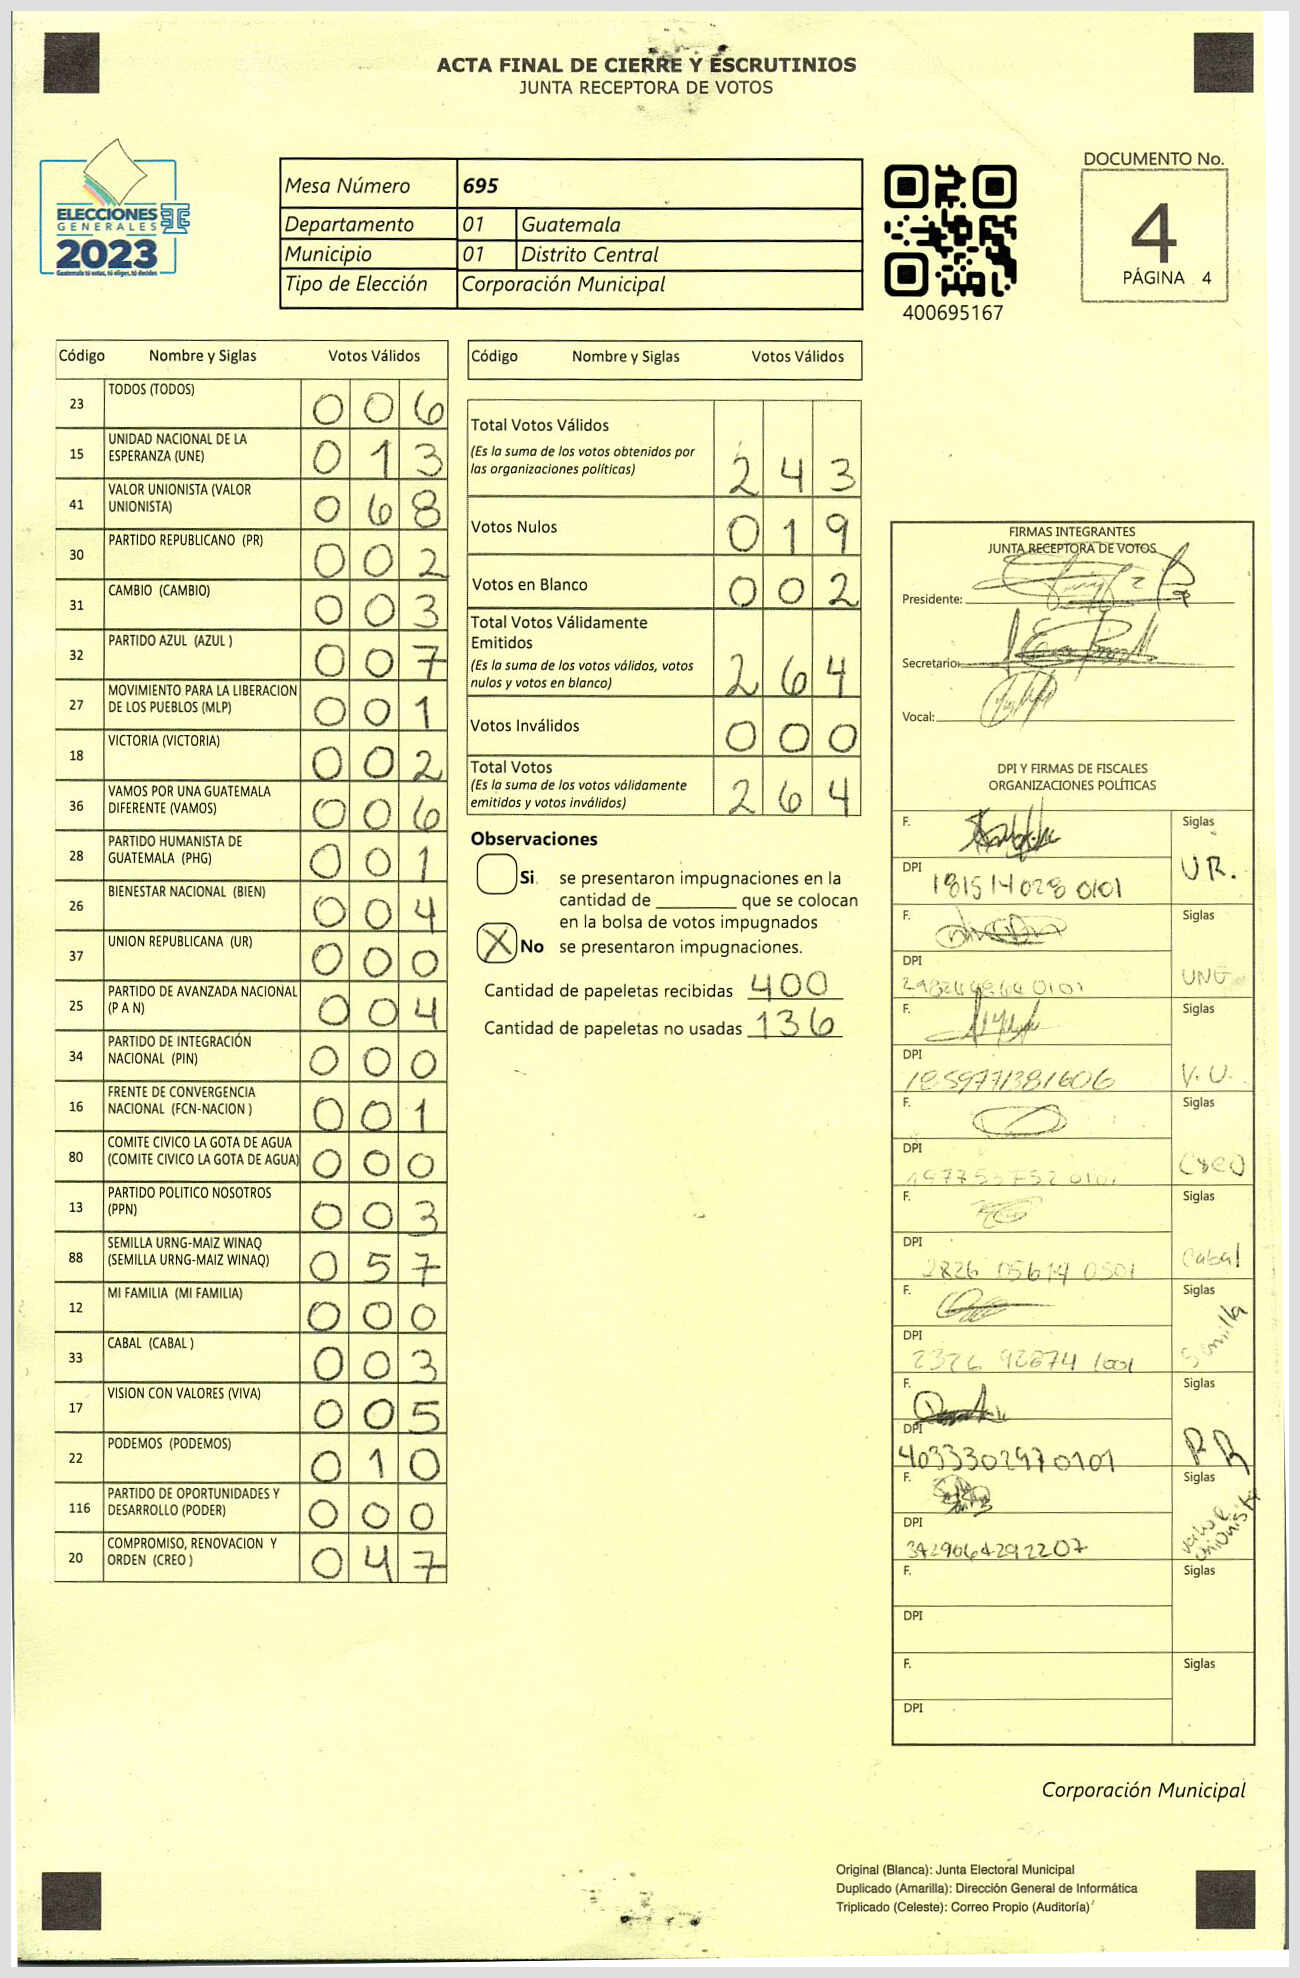 ACTA FINAL DE CIERRE Y ESCRUTINIOS
JUNTA RECEPTORA DE VOTOS
ELECCIONES
GENERALES
2023
Guatemala tú votas, tú eliges, tú decides
Mesa Número 695
Departamento 01 Guatemala
Municipio 01 Distrito Central
Tipo de Elección Corporación Municipal
400695167
DOCUMENTO No.
4
PÁGINA 4
Código Nombre y Siglas Votos Válidos
23 TODOS (TODOS) 0 0 6
15 UNIDAD NACIONAL DE LA
ESPERANZA (UNE) 0 1 3
41 VALOR UNIONISTA (VALOR
UNIONISTA) 0 6 8
30 PARTIDO REPUBLICANO (PR) 0 0 2
31 CAMBIO (CAMBIO) 0 0 3
32 PARTIDO AZUL (AZUL ) 0 0 7
27 MOVIMIENTO PARA LA LIBERACION
DE LOS PUEBLOS (MLP) 0 0 1
18 VICTORIA (VICTORIA) 0 0 2
36 VAMOS POR UNA GUATEMALA
DIFERENTE (VAMOS) 0 0 6
28 PARTIDO HUMANISTA DE
GUATEMALA (PHG) 0 0 1
26 BIENESTAR NACIONAL (BIEN) 0 0 4
37 UNION REPUBLICANA (UR) 0 0 0
25 PARTIDO DE AVANZADA NACIONAL
(P A N) 0 0 4
34 PARTIDO DE INTEGRACIÓN
NACIONAL (PIN) 0 0 0
16 FRENTE DE CONVERGENCIA
NACIONAL (FCN-NACION ) 0 0 1
80 COMITE CIVICO LA GOTA DE AGUA
(COMITE CIVICO LA GOTA DE AGUA) 0 0 0
13 PARTIDO POLITICO NOSOTROS
(PPN) 0 0 3
88 SEMILLA URNG-MAIZ WINAQ
(SEMILLA URNG-MAIZ WINAQ) 0 5 7
12 MI FAMILIA (MI FAMILIA) 0 0 0
33 CABAL (CABAL ) 0 0 3
17 VISION CON VALORES (VIVA) 0 0 5
22 PODEMOS (PODEMOS) 0 1 0
116 PARTIDO DE OPORTUNIDADES Y
DESARROLLO (PODER) 0 0 0
20 COMPROMISO, RENOVACION Y
ORDEN (CREO ) 0 4 7
Código Nombre y Siglas Votos Válidos
Total Votos Válidos
(Es la suma de los votos obtenidos por
las organizaciones políticas) 2 4 3
Votos Nulos 0 1 9
Votos en Blanco 0 0 2
Total Votos Válidamente
Emitidos
(Es la suma de los votos válidos, votos
nulos y votos en blanco) 2 6 4
Votos Inválidos 0 0 0
Total Votos
(Es la suma de los votos válidamente
emitidos y votos inválidos) 2 6 4
Observaciones
Si se presentaron impugnaciones en la
cantidad de ________ que se colocan
en la bolsa de votos impugnados
X No se presentaron impugnaciones.
Cantidad de papeletas recibidas 400
Cantidad de papeletas no usadas 136
FIRMAS INTEGRANTES
JUNTA RECEPTORA DE VOTOS
Presidente:
Secretario:
Vocal:
DPI Y FIRMAS DE FISCALES
ORGANIZACIONES POLÍTICAS
F. Siglas
DPI 181514028 0101 UR.
F. Siglas
DPI UNE
F. Siglas
DPI 1859771381606 V.U.
F. Siglas
DPI Creo
F. Siglas
DPI 2826 05614 0501 Cabal
F. Siglas
DPI 2326 92874 1001 Semilla
F. Siglas
DPI 4033302970101 PR
F. Siglas
DPI 3429064292207 unionista
F. Siglas
DPI
F. Siglas
DPI
Corporación Municipal
Original (Blanca): Junta Electoral Municipal
Duplicado (Amarilla): Dirección General de Informática
Triplicado (Celeste): Correo Propio (Auditoría)